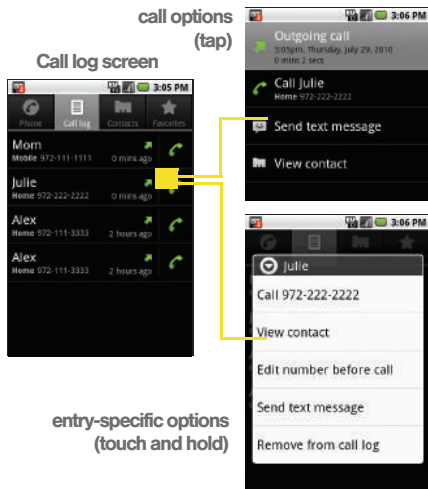 call options
(tap)
Call log screen
3:05 PM
Phone Call log Contacts Favorites
Mom
Mobile 972-111-1111 0 mins ago
Julie
Home 972-222-2222 0 mins ago
Alex
Home 972-111-3333 2 hours ago
Alex
Home 972-111-3333 2 hours ago
3:06 PM
Outgoing call
3:05pm, Thursday, July 29, 2010
0 mins 2 secs
Call Julie
Home 972-222-2222
Send text message
View contact
3:06 PM
Julie
Call 972-222-2222
View contact
Edit number before call
Send text message
Remove from call log
entry-specific options
(touch and hold)